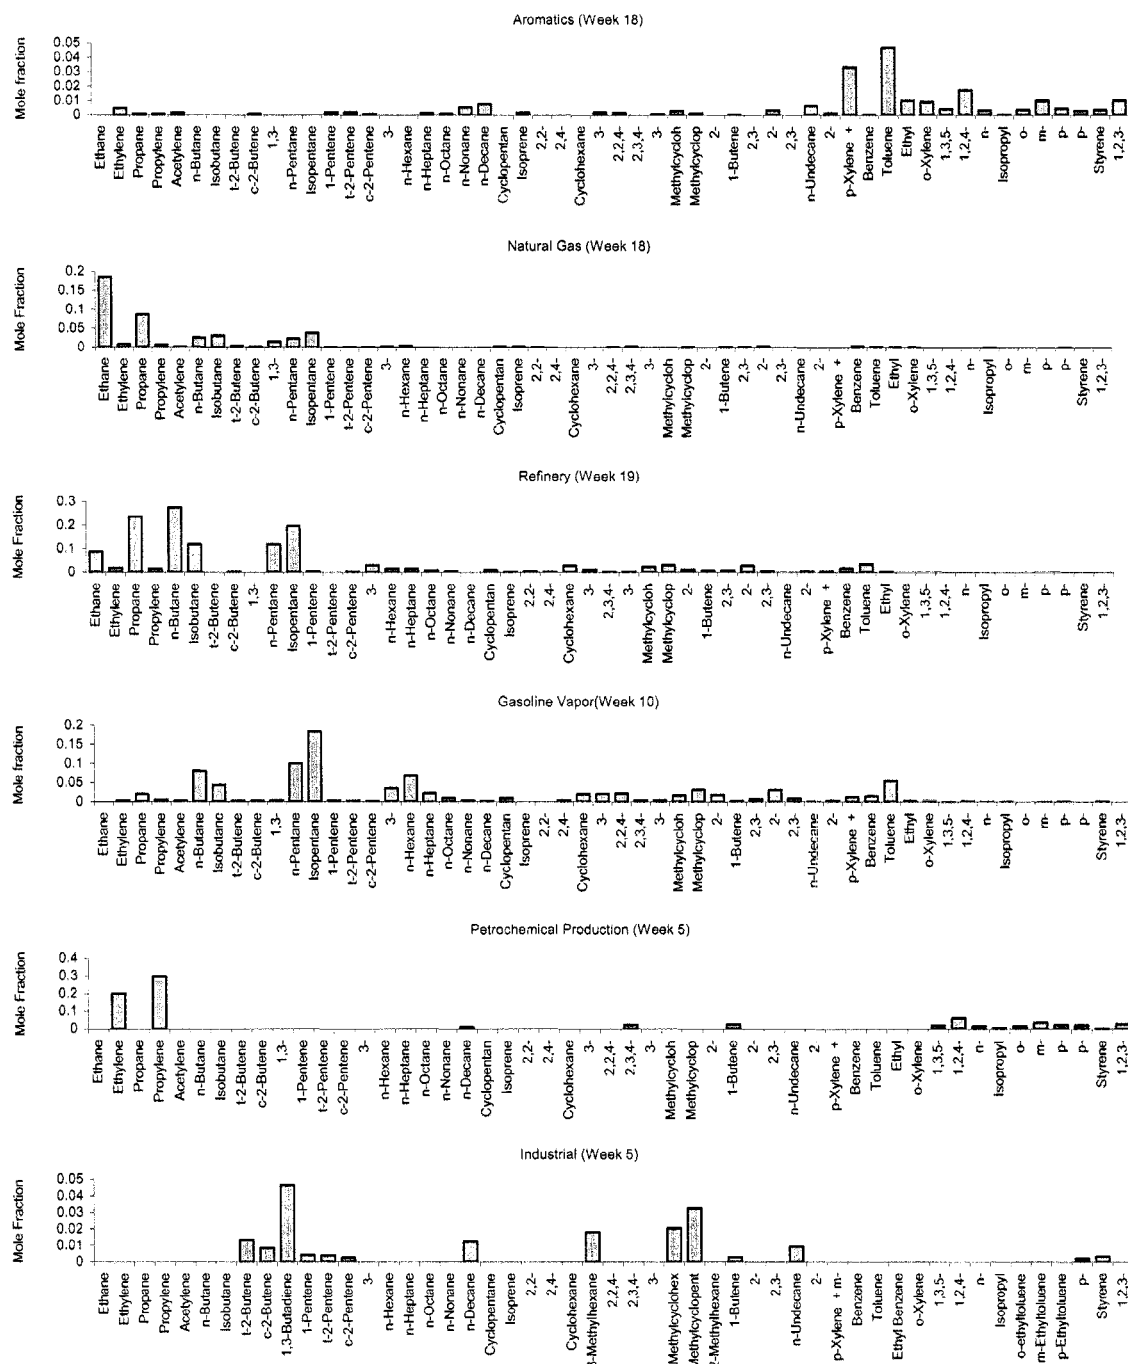 Aromatics (Week 18)
Mole fraction
0.05
0.04
0.03
0.02
0.01
0
Ethane
Ethylene
Propane
Propylene
Acetylene
n-Butane
Isobutane
t-2-Butene
c-2-Butene
1,3-
n-Pentane
Isopentane
1-Pentene
t-2-Pentene
c-2-Pentene
3-
n-Hexane
n-Heptane
n-Octane
n-Nonane
n-Decane
Cyclopentan
Isoprene
2,2-
2,4-
Cyclohexane
3-
2,2,4-
2,3,4-
3-
Methylcycloh
Methylcyclop
2-
1-Butene
2,3-
2-
2,3-
n-Undecane
2-
p-Xylene +
Benzene
Toluene
Ethyl
o-Xylene
1,3,5-
1,2,4-
n-
Isopropyl
o-
m-
p-
p-
Styrene
1,2,3-
Natural Gas (Week 18)
Mole Fraction
0.2
0.15
0.1
0.05
0
Ethane
Ethylene
Propane
Propylene
Acetylene
n-Butane
Isobutane
t-2-Butene
c-2-Butene
1,3-
n-Pentane
Isopentane
1-Pentene
t-2-Pentene
c-2-Pentene
3-
n-Hexane
n-Heptane
n-Octane
n-Nonane
n-Decane
Cyclopentan
Isoprene
2,2-
2,4-
Cyclohexane
3-
2,2,4-
2,3,4-
3-
Methylcycloh
Methylcyclop
2-
1-Butene
2,3-
2-
2,3-
n-Undecane
2-
p-Xylene +
Benzene
Toluene
Ethyl
o-Xylene
1,3,5-
1,2,4-
n-
Isopropyl
o-
m-
p-
p-
Styrene
1,2,3-
Refinery (Week 19)
Mole Fraction
0.3
0.2
0.1
0
Ethane
Ethylene
Propane
Propylene
n-Butane
Isobutane
t-2-Butene
c-2-Butene
1,3-
n-Pentane
Isopentane
1-Pentene
t-2-Pentene
c-2-Pentene
3-
n-Hexane
n-Heptane
n-Octane
n-Nonane
n-Decane
Cyclopentan
Isoprene
2,2-
2,4-
Cyclohexane
3-
2,3,4-
3-
Methylcycloh
Methylcyclop
2-
1-Butene
2,3-
2-
2,3-
n-Undecane
2-
p-Xylene +
Benzene
Toluene
Ethyl
o-Xylene
1,3,5-
1,2,4-
n-
Isopropyl
o-
m-
p-
p-
Styrene
1,2,3-
Gasoline Vapor(Week 10)
Mole fraction
0.2
0.15
0.1
0.05
0
Ethane
Ethylene
Propane
Propylene
Acetylene
n-Butane
Isobutane
t-2-Butene
c-2-Butene
1,3-
n-Pentane
Isopentane
1-Pentene
t-2-Pentene
c-2-Pentene
3-
n-Hexane
n-Heptane
n-Octane
n-Nonane
n-Decane
Cyclopentan
Isoprene
2,2-
2,4-
Cyclohexane
3-
2,2,4-
2,3,4-
3-
Methylcycloh
Methylcyclop
2-
1-Butene
2,3-
2-
2,3-
n-Undecane
2-
p-Xylene +
Benzene
Toluene
Ethyl
o-Xylene
1,3,5-
1,2,4-
n-
Isopropyl
o-
m-
p-
p-
Styrene
1,2,3-
Petrochemical Production (Week 5)
Mole Fraction
0.4
0.3
0.2
0.1
0
Ethane
Ethylene
Propane
Propylene
Acetylene
n-Butane
Isobutane
t-2-Butene
c-2-Butene
1,3-
1-Pentene
t-2-Pentene
c-2-Pentene
3-
n-Hexane
n-Heptane
n-Octane
n-Nonane
n-Decane
Cyclopentan
Isoprene
2,2-
2,4-
Cyclohexane
3-
2,2,4-
2,3,4-
3-
Methylcycloh
Methylcyclop
2-
1-Butene
2-
2,3-
n-Undecane
2-
p-Xylene +
Benzene
Toluene
Ethyl
o-Xylene
1,3,5-
1,2,4-
n-
Isopropyl
o-
m-
p-
p-
Styrene
1,2,3-
Industrial (Week 5)
Mole Fraction
0.05
0.04
0.03
0.02
0.01
0
Ethane
Ethylene
Propane
Propylene
Acetylene
n-Butane
Isobutane
t-2-Butene
c-2-Butene
1,3-Butadiene
1-Pentene
t-2-Pentene
c-2-Pentene
3-
n-Hexane
n-Heptane
n-Octane
n-Nonane
n-Decane
Cyclopentane
Isoprene
2,2-
2,4-
Cyclohexane
3-Methylhexane
2,2,4-
2,3,4-
3-
Methylcyclohex
Methylcyclopent
2-Methylhexane
1-Butene
2-
2,3-
n-Undecane
2-
p-Xylene + m-
Benzene
Toluene
Ethyl Benzene
o-Xylene
1,3,5-
1,2,4-
n-
Isopropyl
o-ethyltoluene
m-Ethyltoluene
p-Ethyltoluene
p-
Styrene
1,2,3-